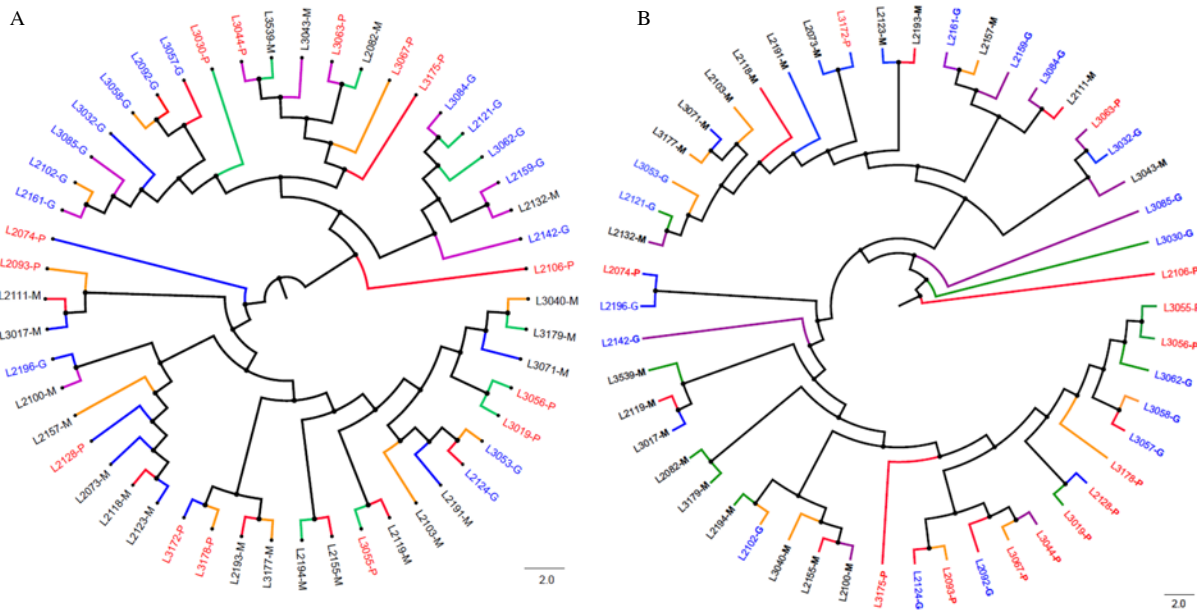 A
L2074-P
L2161-G
L2102-G
L3085-G
L3032-G
L3058-G
L2092-G
L3057-G
L3030-P
L3044-P
L3539-M
L3043-M
L3063-P
L2082-M
L3067-P
L3175-P
L3084-G
L2121-G
L3062-G
L2159-G
L2132-M
L2142-G
L2106-P
L3040-M
L3179-M
L3071-M
L3056-P
L3019-P
L3053-G
L2124-G
L2191-M
L2103-M
L2119-M
L3055-P
L2155-M
L2194-M
L3177-M
L2193-M
L3178-P
L3172-P
L2123-M
L2118-M
L2073-M
L2128-P
L2157-M
L2100-M
L2196-G
L3017-M
L2111-M
L2093-P
2.0
B
L2074-P
L2132-M
L2121-G
L3053-G
L3177-M
L3071-M
L2103-M
L2118-M
L2191-M
L2073-M
L3172-P
L2123-M
L2193-M
L2161-G
L2157-M
L2159-G
L3084-G
L2111-M
L3063-P
L3032-G
L3043-M
L3085-G
L3030-G
L2106-P
L3056-P
L3062-G
L3058-G
L3057-G
L3178-P
L2128-P
L3019-P
L3044-P
L3067-P
L2092-G
L2093-P
L2124-G
L3175-P
L2100-M
L2155-M
L3040-M
L2102-G
L2194-M
L3179-M
L2082-M
L3017-M
L2119-M
L3539-M
L2142-G
L2196-G
2.0